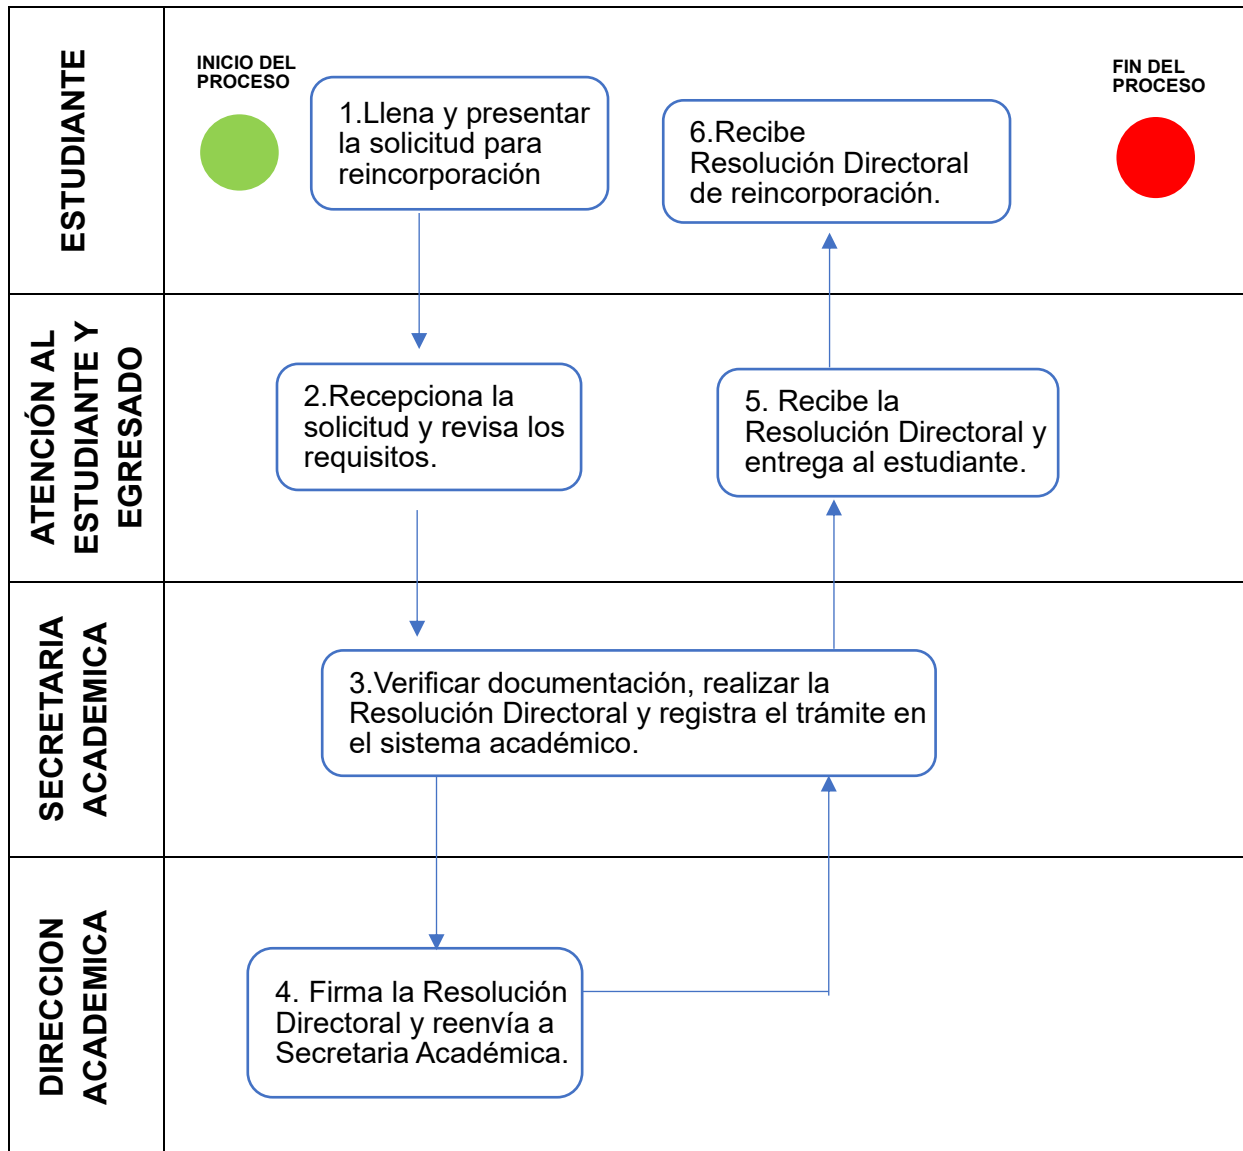 ESTUDIANTE
INICIO DEL
PROCESO
1.Llena y presentar
la solicitud para
reincorporación
6.Recibe
Resolución Directoral
de reincorporación.
FIN DEL
PROCESO
ATENCIÓN AL
ESTUDIANTE Y
EGRESADO
2.Recepciona la
solicitud y revisa los
requisitos.
5. Recibe la
Resolución Directoral y
entrega al estudiante.
SECRETARIA
ACADEMICA
3.Verificar documentación, realizar la
Resolución Directoral y registra el trámite en
el sistema académico.
DIRECCION
ACADEMICA
4. Firma la Resolución
Directoral y reenvía a
Secretaria Académica.